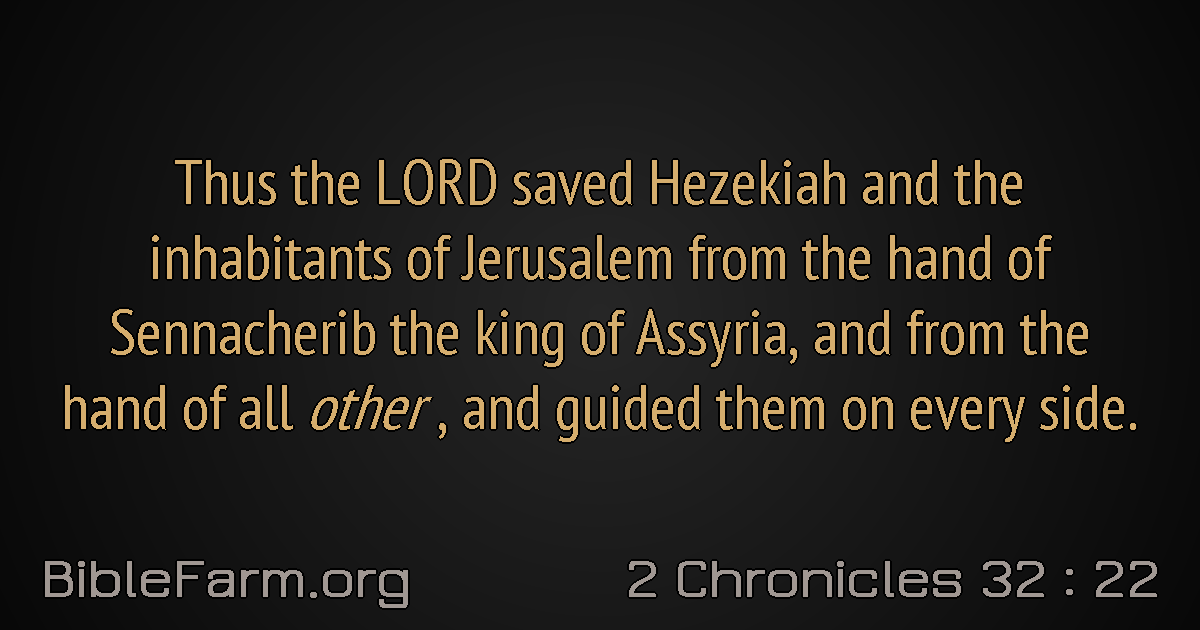 Thus the LORD saved Hezekiah and the
inhabitants of Jerusalem from the hand of
Sennacherib the king of Assyria, and from the
hand of all other , and guided them on every side.
BibleFarm.org
2 Chronicles 32 : 22